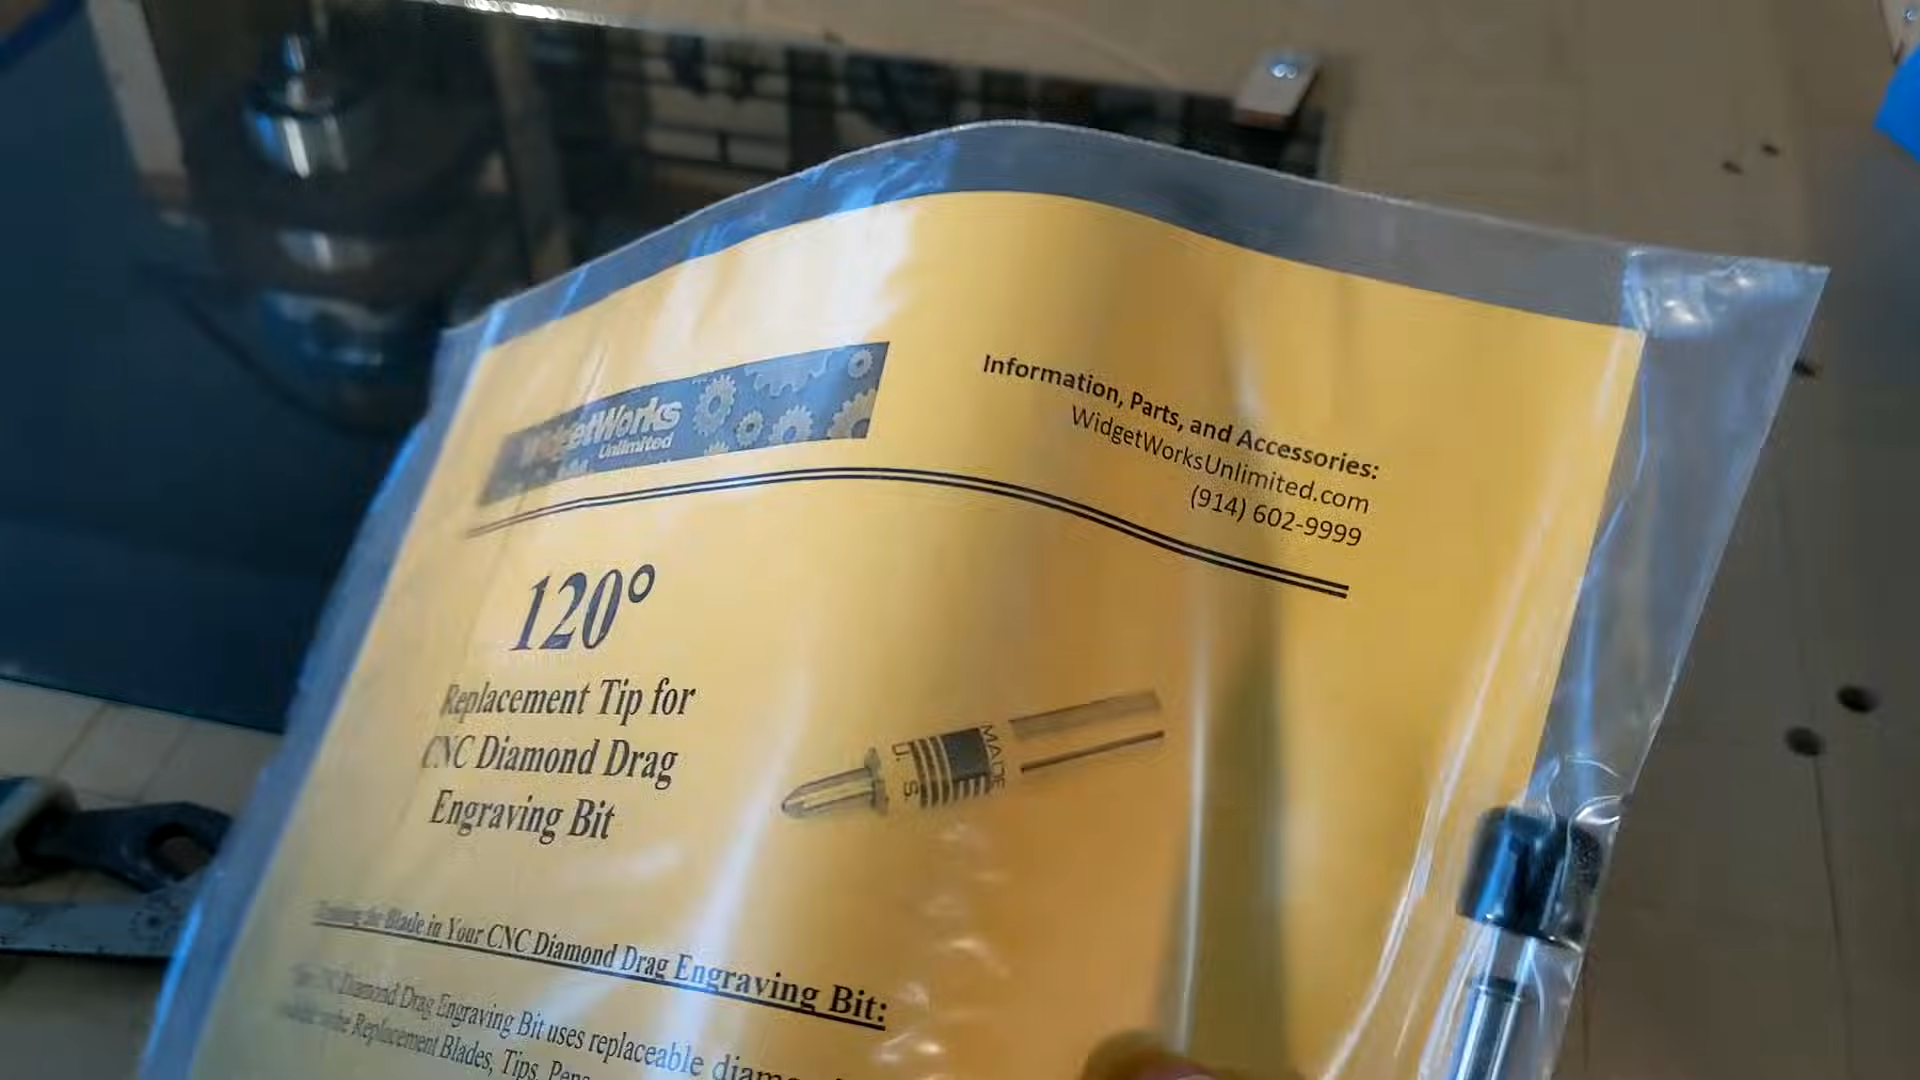 WidgetWorks
Unlimited
Information, Parts, and Accessories:
WidgetWorksUnlimited.com
(914) 602-9999
120°
Replacement Tip for
CNC Diamond Drag
Engraving Bit
MADE
U. S.
the Blade in Your CNC Diamond Drag Engraving Bit:
Diamond Drag Engraving Bit uses replaceable
Replacement Blades, Tips,